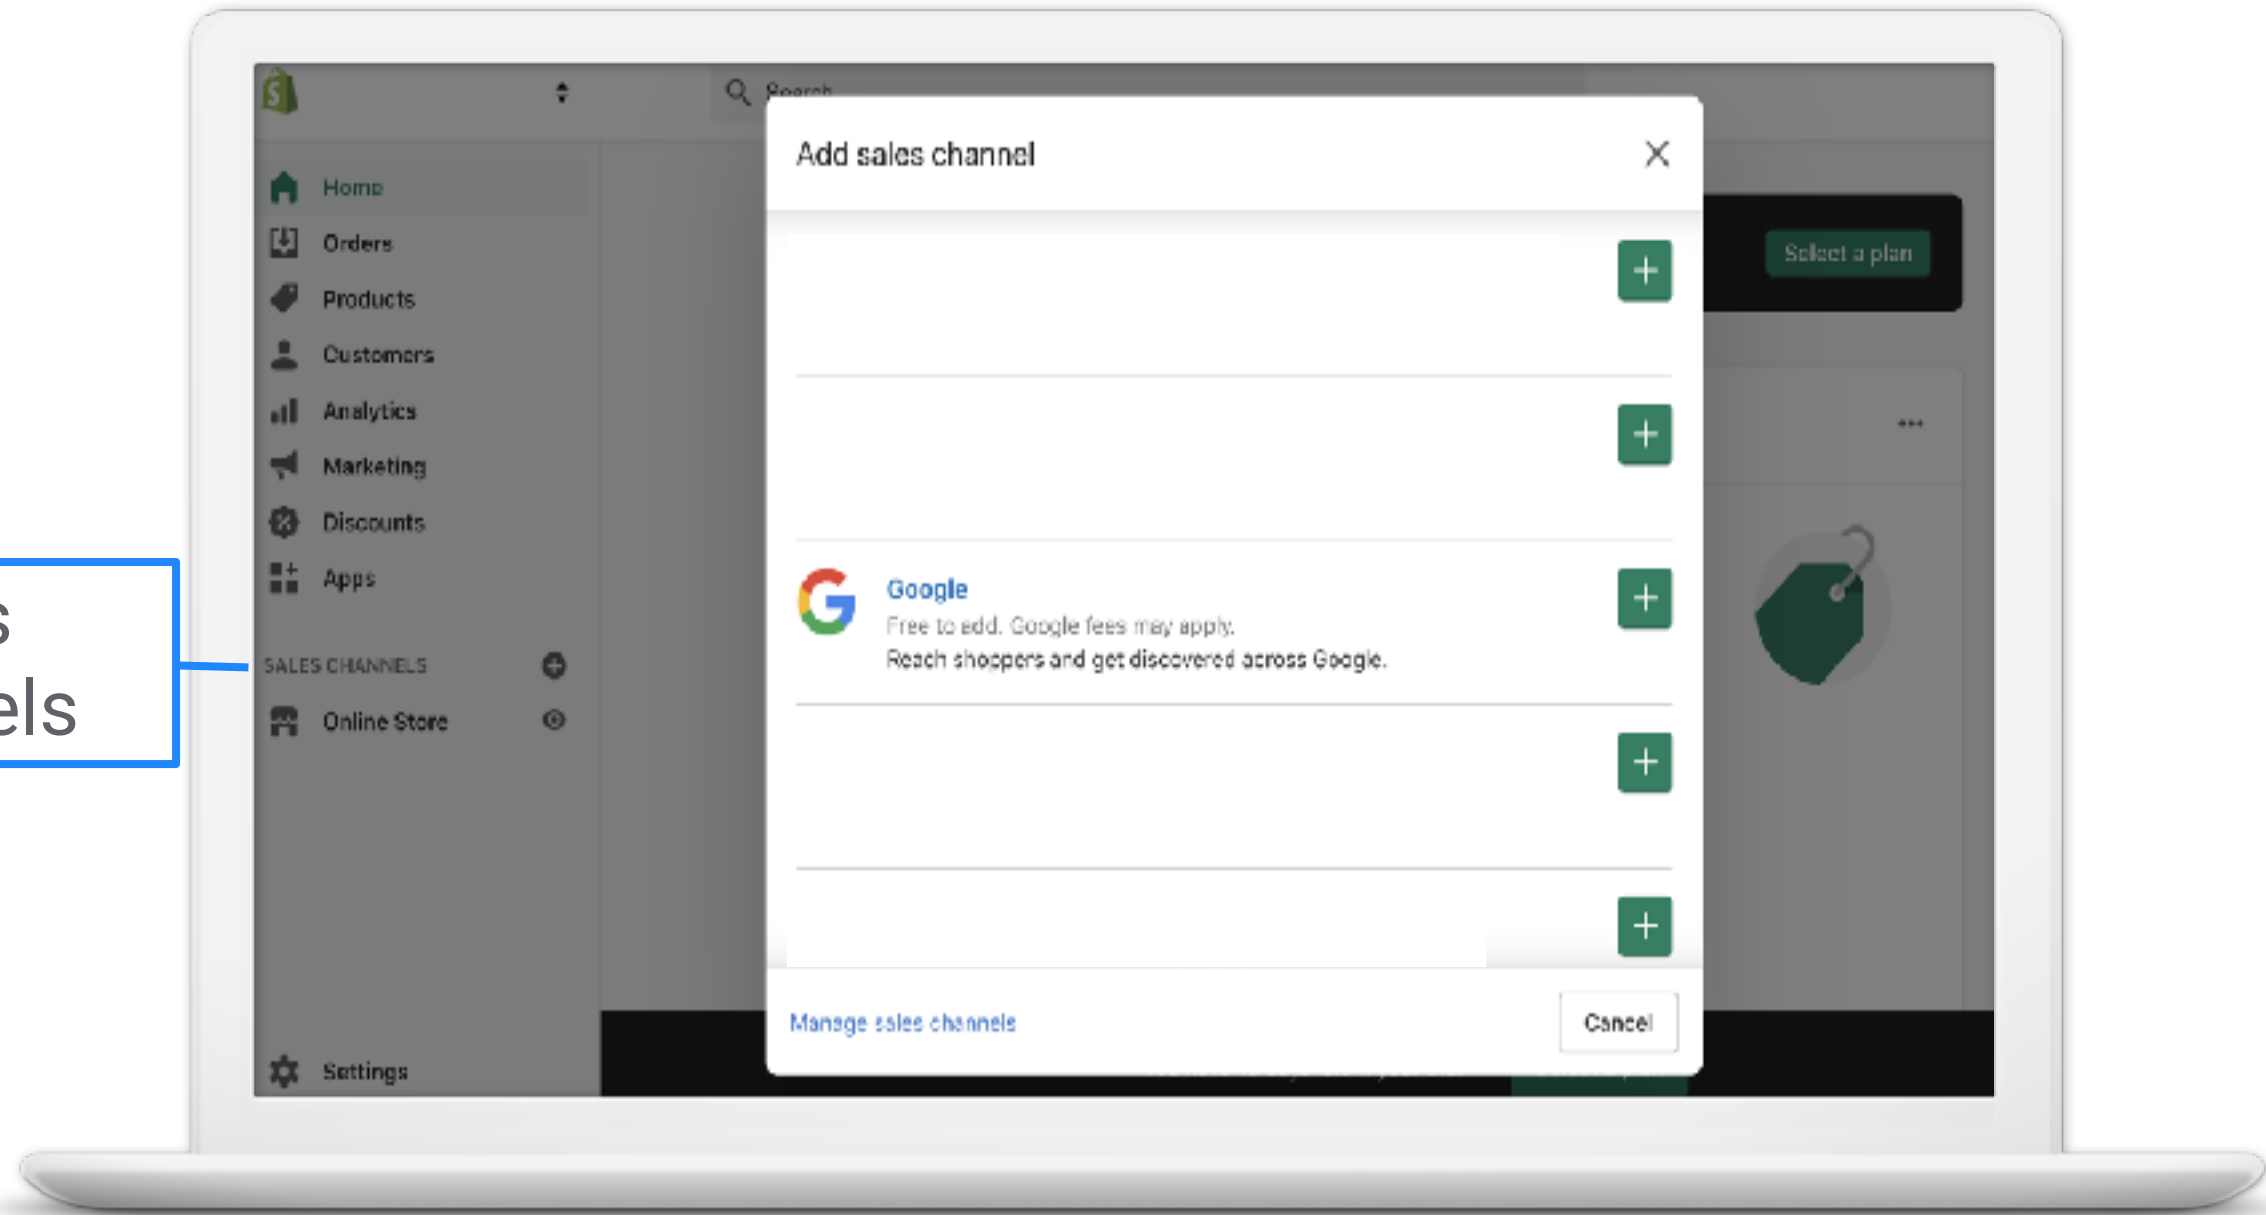 Search
Add sales channel
Home
Orders
Products
Customers
Analytics
Marketing
Discounts
Apps
SALES CHANNELS
Online Store
Settings
Select a plan
Google
Free to add. Google fees may apply.
Reach shoppers and get discovered across Google.
Manage sales channels
Cancel